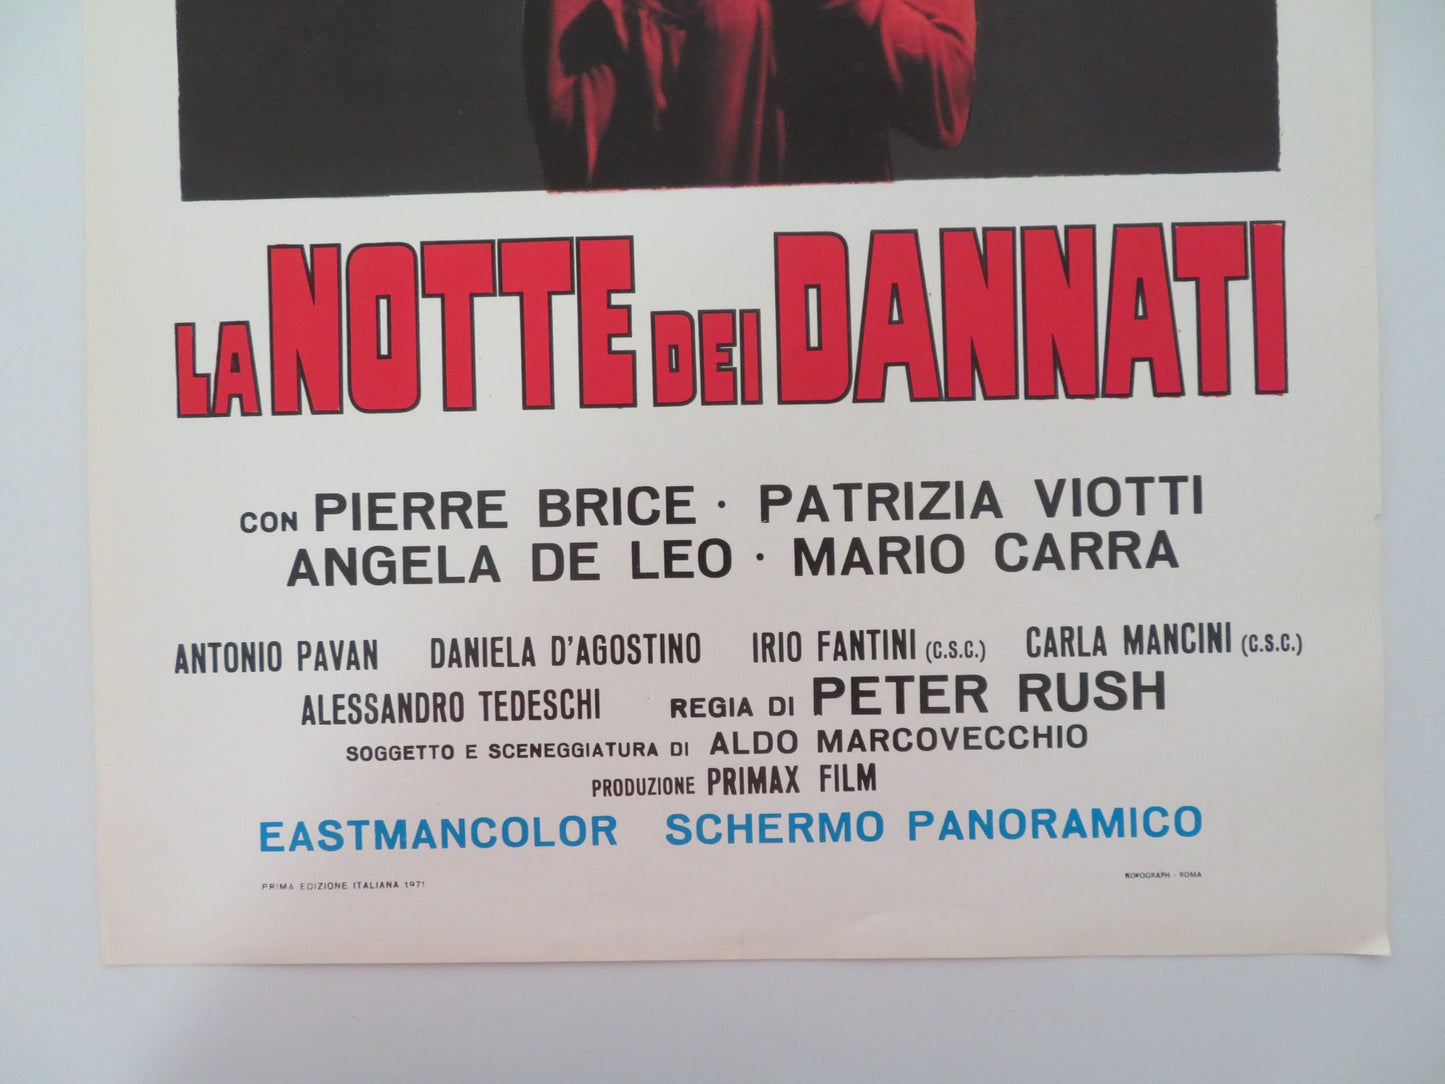 LA NOTTE DEI DANNATI
CON PIERRE BRICE · PATRIZIA VIOTTI
ANGELA DE LEO · MARIO CARRA
ANTONIO PAVAN DANIELA D'AGOSTINO IRIO FANTINI (C.S.C.) CARLA MANCINI (C.S.C.)
ALESSANDRO TEDESCHI REGIA DI PETER RUSH
SOGGETTO E SCENEGGIATURA DI ALDO MARCOVECCHIO
PRODUZIONE PRIMAX FILM
EASTMANCOLOR SCHERMO PANORAMICO
PRIMA EDIZIONE ITALIANA 1971 NOVOGRAPH - ROMA